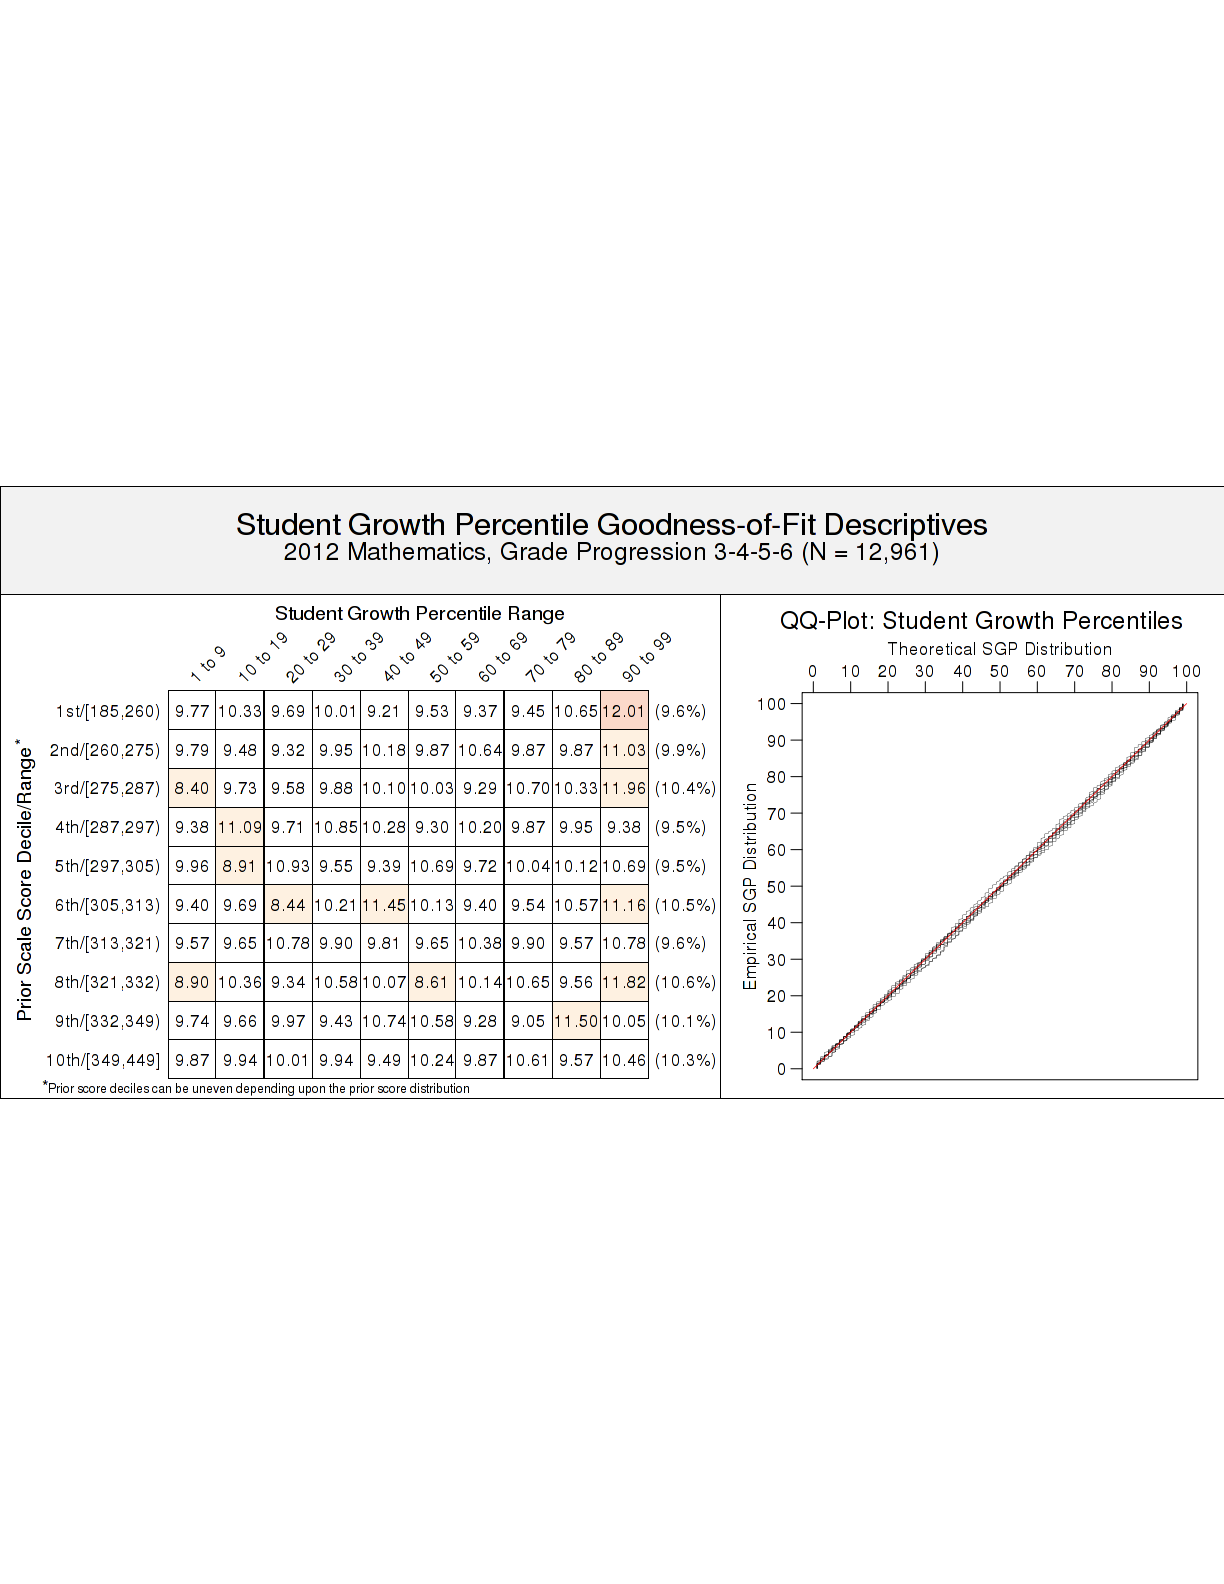 Student Growth Percentile Goodness-of-Fit Descriptives
2012 Mathematics, Grade Progression 3-4-5-6 (N = 12,961)
Student Growth Percentile Range
1 to 9 10 to 19 20 to 29 30 to 39 40 to 49 50 to 59 60 to 69 70 to 79 80 to 89 90 to 99
Prior Scale Score Decile/Range*
1st/[185,260) 9.77 10.33 9.69 10.01 9.21 9.53 9.37 9.45 10.65 12.01 (9.6%)
2nd/[260,275) 9.79 9.48 9.32 9.95 10.18 9.87 10.64 9.87 9.87 11.03 (9.9%)
3rd/[275,287) 8.40 9.73 9.58 9.88 10.10 10.03 9.29 10.70 10.33 11.96 (10.4%)
4th/[287,297) 9.38 11.09 9.71 10.85 10.28 9.30 10.20 9.87 9.95 9.38 (9.5%)
5th/[297,305) 9.96 8.91 10.93 9.55 9.39 10.69 9.72 10.04 10.12 10.69 (9.5%)
6th/[305,313) 9.40 9.69 8.44 10.21 11.45 10.13 9.40 9.54 10.57 11.16 (10.5%)
7th/[313,321) 9.57 9.65 10.78 9.90 9.81 9.65 10.38 9.90 9.57 10.78 (9.6%)
8th/[321,332) 8.90 10.36 9.34 10.58 10.07 8.61 10.14 10.65 9.56 11.82 (10.6%)
9th/[332,349) 9.74 9.66 9.97 9.43 10.74 10.58 9.28 9.05 11.50 10.05 (10.1%)
10th/[349,449] 9.87 9.94 10.01 9.94 9.49 10.24 9.87 10.61 9.57 10.46 (10.3%)
*Prior score deciles can be uneven depending upon the prior score distribution
QQ-Plot: Student Growth Percentiles
Theoretical SGP Distribution
0 10 20 30 40 50 60 70 80 90 100
Empirical SGP Distribution
100
90
80
70
60
50
40
30
20
10
0